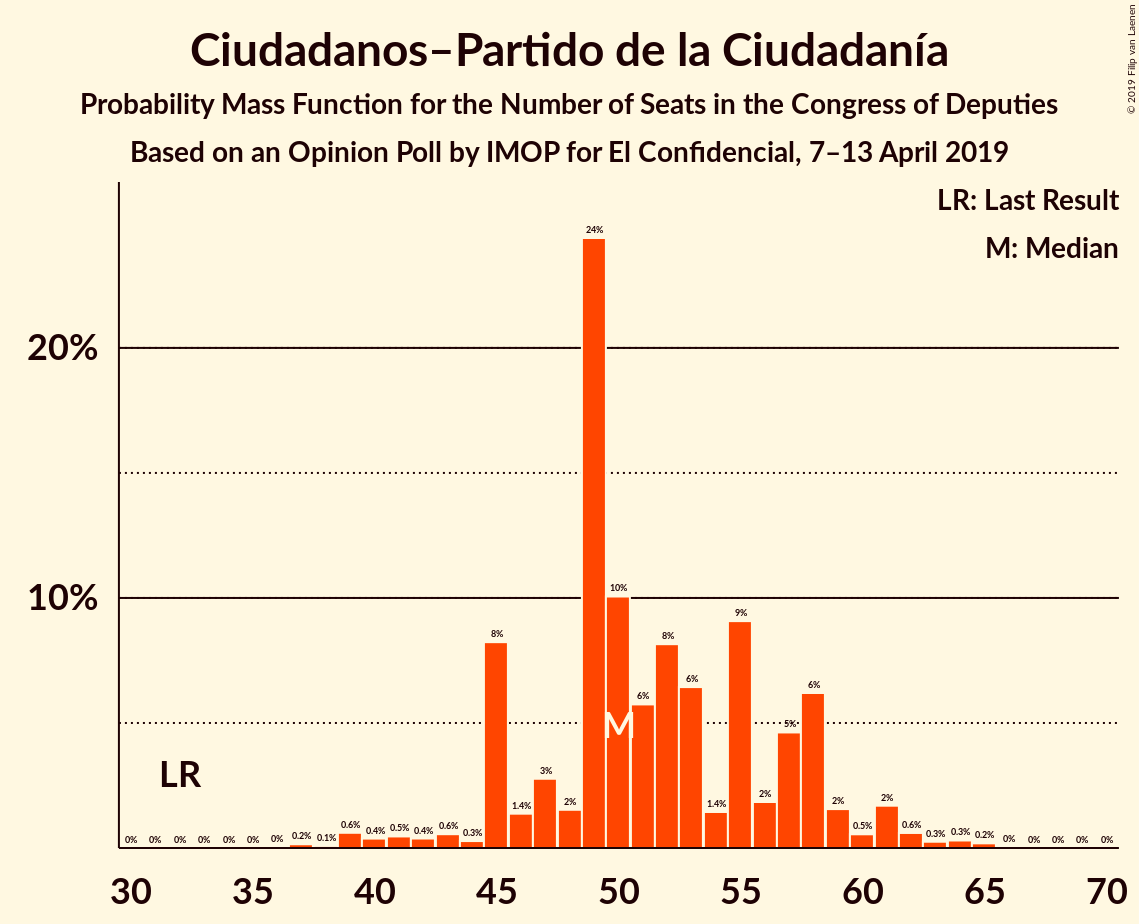 © 2019 Filip van Laenen
Ciudadanos–Partido de la Ciudadanía
Probability Mass Function for the Number of Seats in the Congress of Deputies
Based on an Opinion Poll by IMOP for El Confidencial, 7–13 April 2019
LR: Last Result
M: Median
20%
10%
LR
M
0% 0% 0% 0% 0% 0% 0% 0.2% 0.1% 0.6% 0.4% 0.5% 0.4% 0.6% 0.3% 8% 1.4% 3% 2% 24% 10% 6% 8% 6% 1.4% 9% 2% 5% 6% 2% 0.5% 2% 0.6% 0.3% 0.3% 0.2% 0% 0% 0% 0% 0%
30 35 40 45 50 55 60 65 70